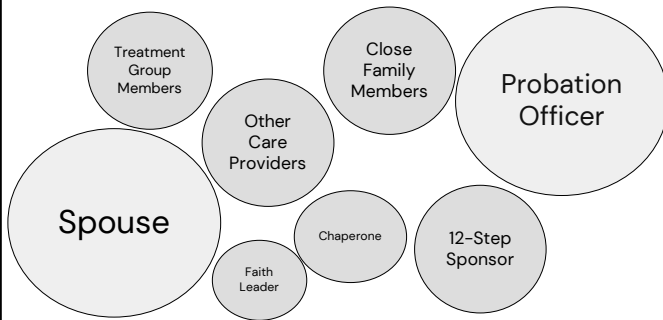 Treatment
Group
Members
Close
Family
Members
Probation
Officer
Other
Care
Providers
Spouse
Chaperone
12-Step
Sponsor
Faith
Leader